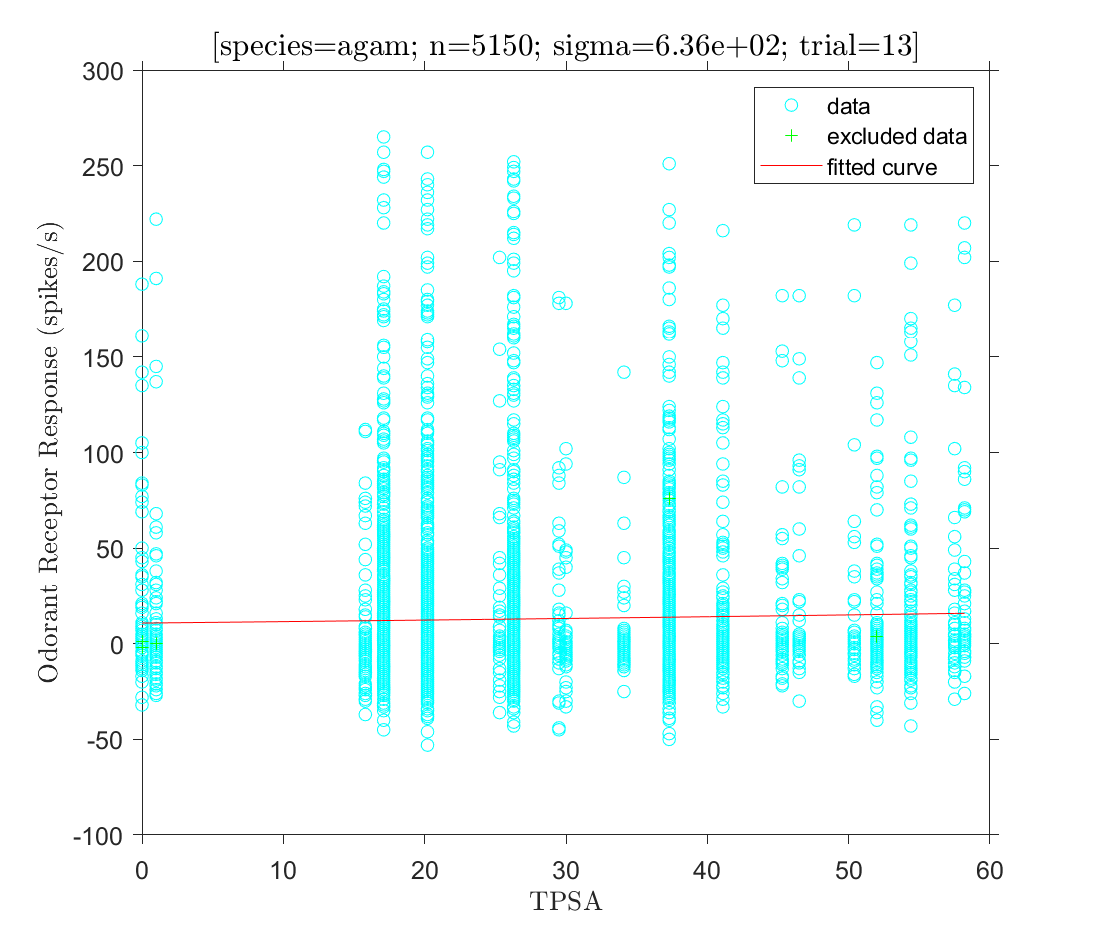 [species=agam; n=5150; sigma=6.36e+02; trial=13]
300
250
200
150
100
50
0
-50
-100
Odorant Receptor Response (spikes/s)
data
excluded data
fitted curve
0 10 20 30 40 50 60
TPSA